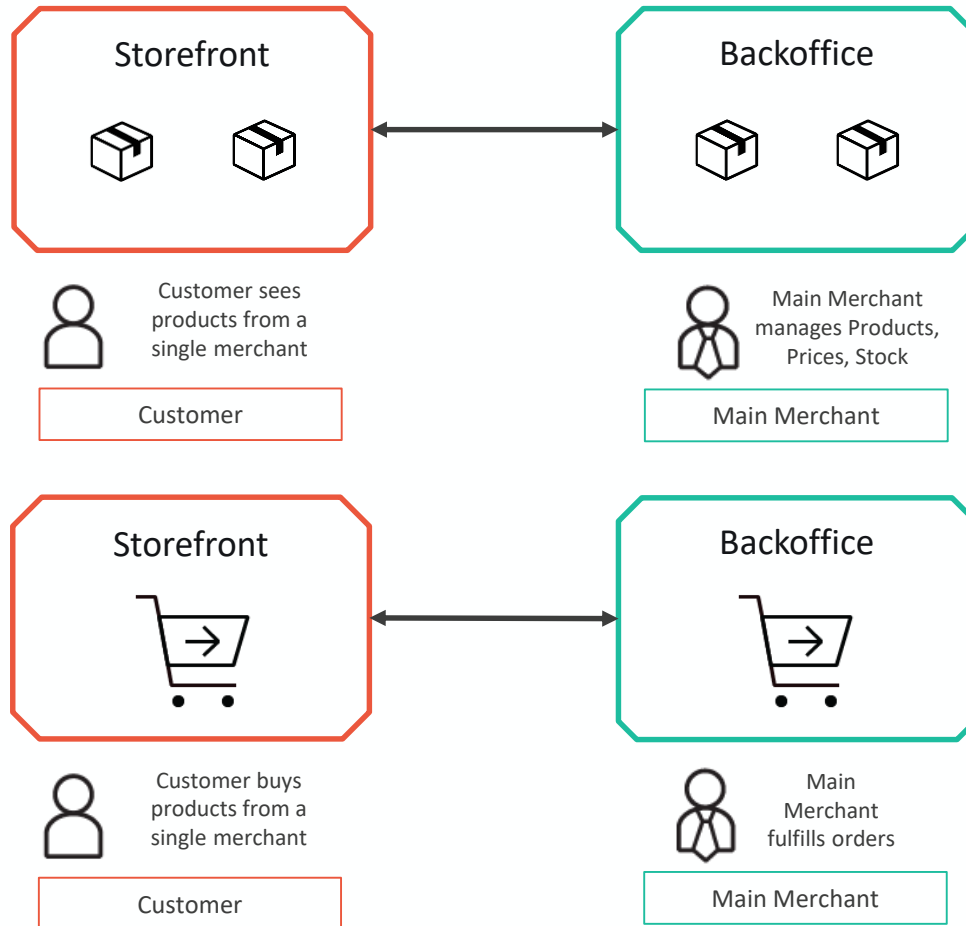 Storefront
Backoffice
Customer sees
products from a
single merchant
Main Merchant
manages Products,
Prices, Stock
Customer
Main Merchant
Storefront
Backoffice
Customer buys
products from a
single merchant
Main
Merchant
fulfills orders
Customer
Main Merchant